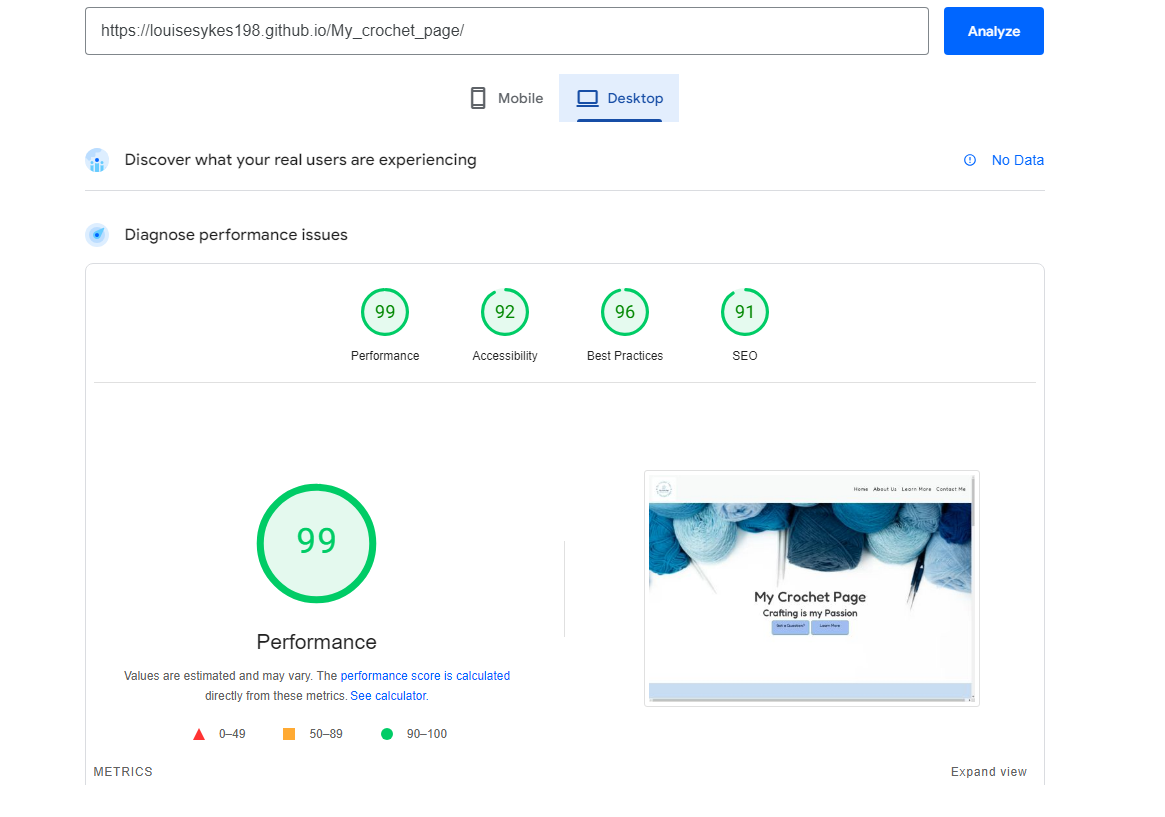 https://louisesykes198.github.io/My_crochet_page/
Analyze
Mobile
Desktop
Discover what your real users are experiencing
No Data
Diagnose performance issues
99
92
96
91
Performance
Accessibility
Best Practices
SEO
99
Performance
Values are estimated and may vary. The performance score is calculated
directly from these metrics. See calculator.
0–49
50–89
90–100
Home About Us Learn More Contact Me
My Crochet Page
Crafting is my Passion
Got a Question?
Learn More
METRICS
Expand view